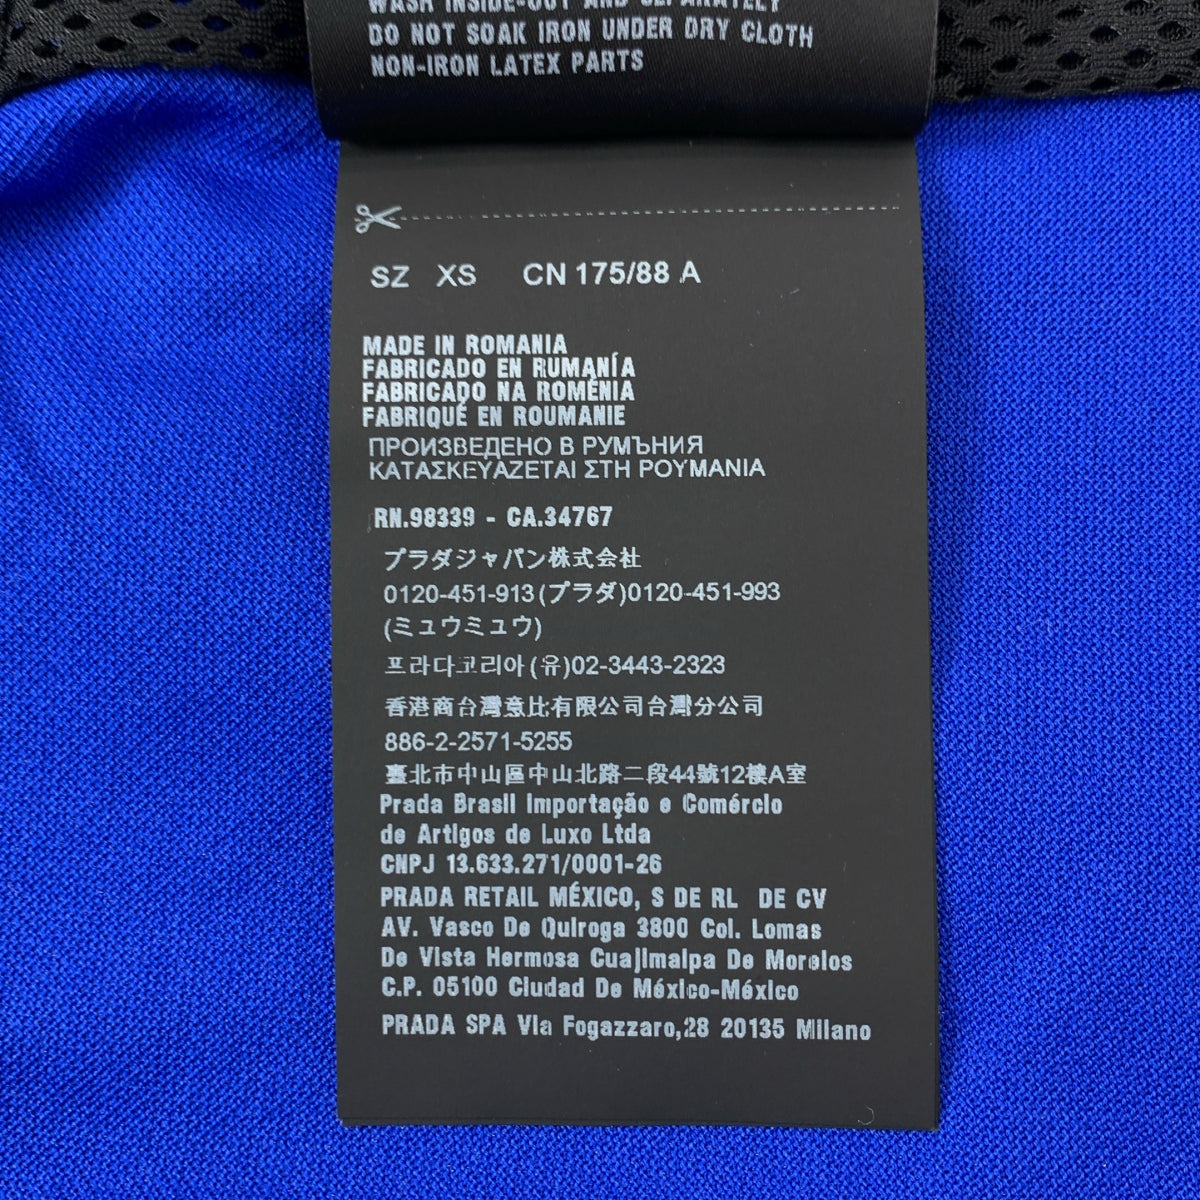 WASH INSIDE-OUT AND SEPARATELY
DO NOT SOAK IRON UNDER DRY CLOTH
NON-IRON LATEX PARTS
SZ XS CN 175/88 A
MADE IN ROMANIA
FABRICADO EN RUMANÍA
FABRICADO NA ROMÉNIA
FABRIQUÉ EN ROUMANIE
ПРОИЗВЕДЕНО В РУМЪНИЯ
ΚΑΤΑΣΚΕΥΑΖΕΤΑΙ ΣΤΗ ΡΟΥΜΑΝΙΑ
RN.98339 - CA.34767
プラダジャパン株式会社
0120-451-913(プラダ)0120-451-993
(ミュウミュウ)
프라다코리아(유)02-3443-2323
香港商台灣意比有限公司台灣分公司
886-2-2571-5255
臺北市中山區中山北路二段44號12樓A室
Prada Brasil Importação e Comércio
de Artigos de Luxo Ltda
CNPJ 13.633.271/0001-26
PRADA RETAIL MÉXICO, S DE RL DE CV
AV. Vasco De Quiroga 3800 Col. Lomas
De Vista Hermosa Cuajimalpa De Morelos
C.P. 05100 Ciudad De México-México
PRADA SPA Via Fogazzaro,28 20135 Milano